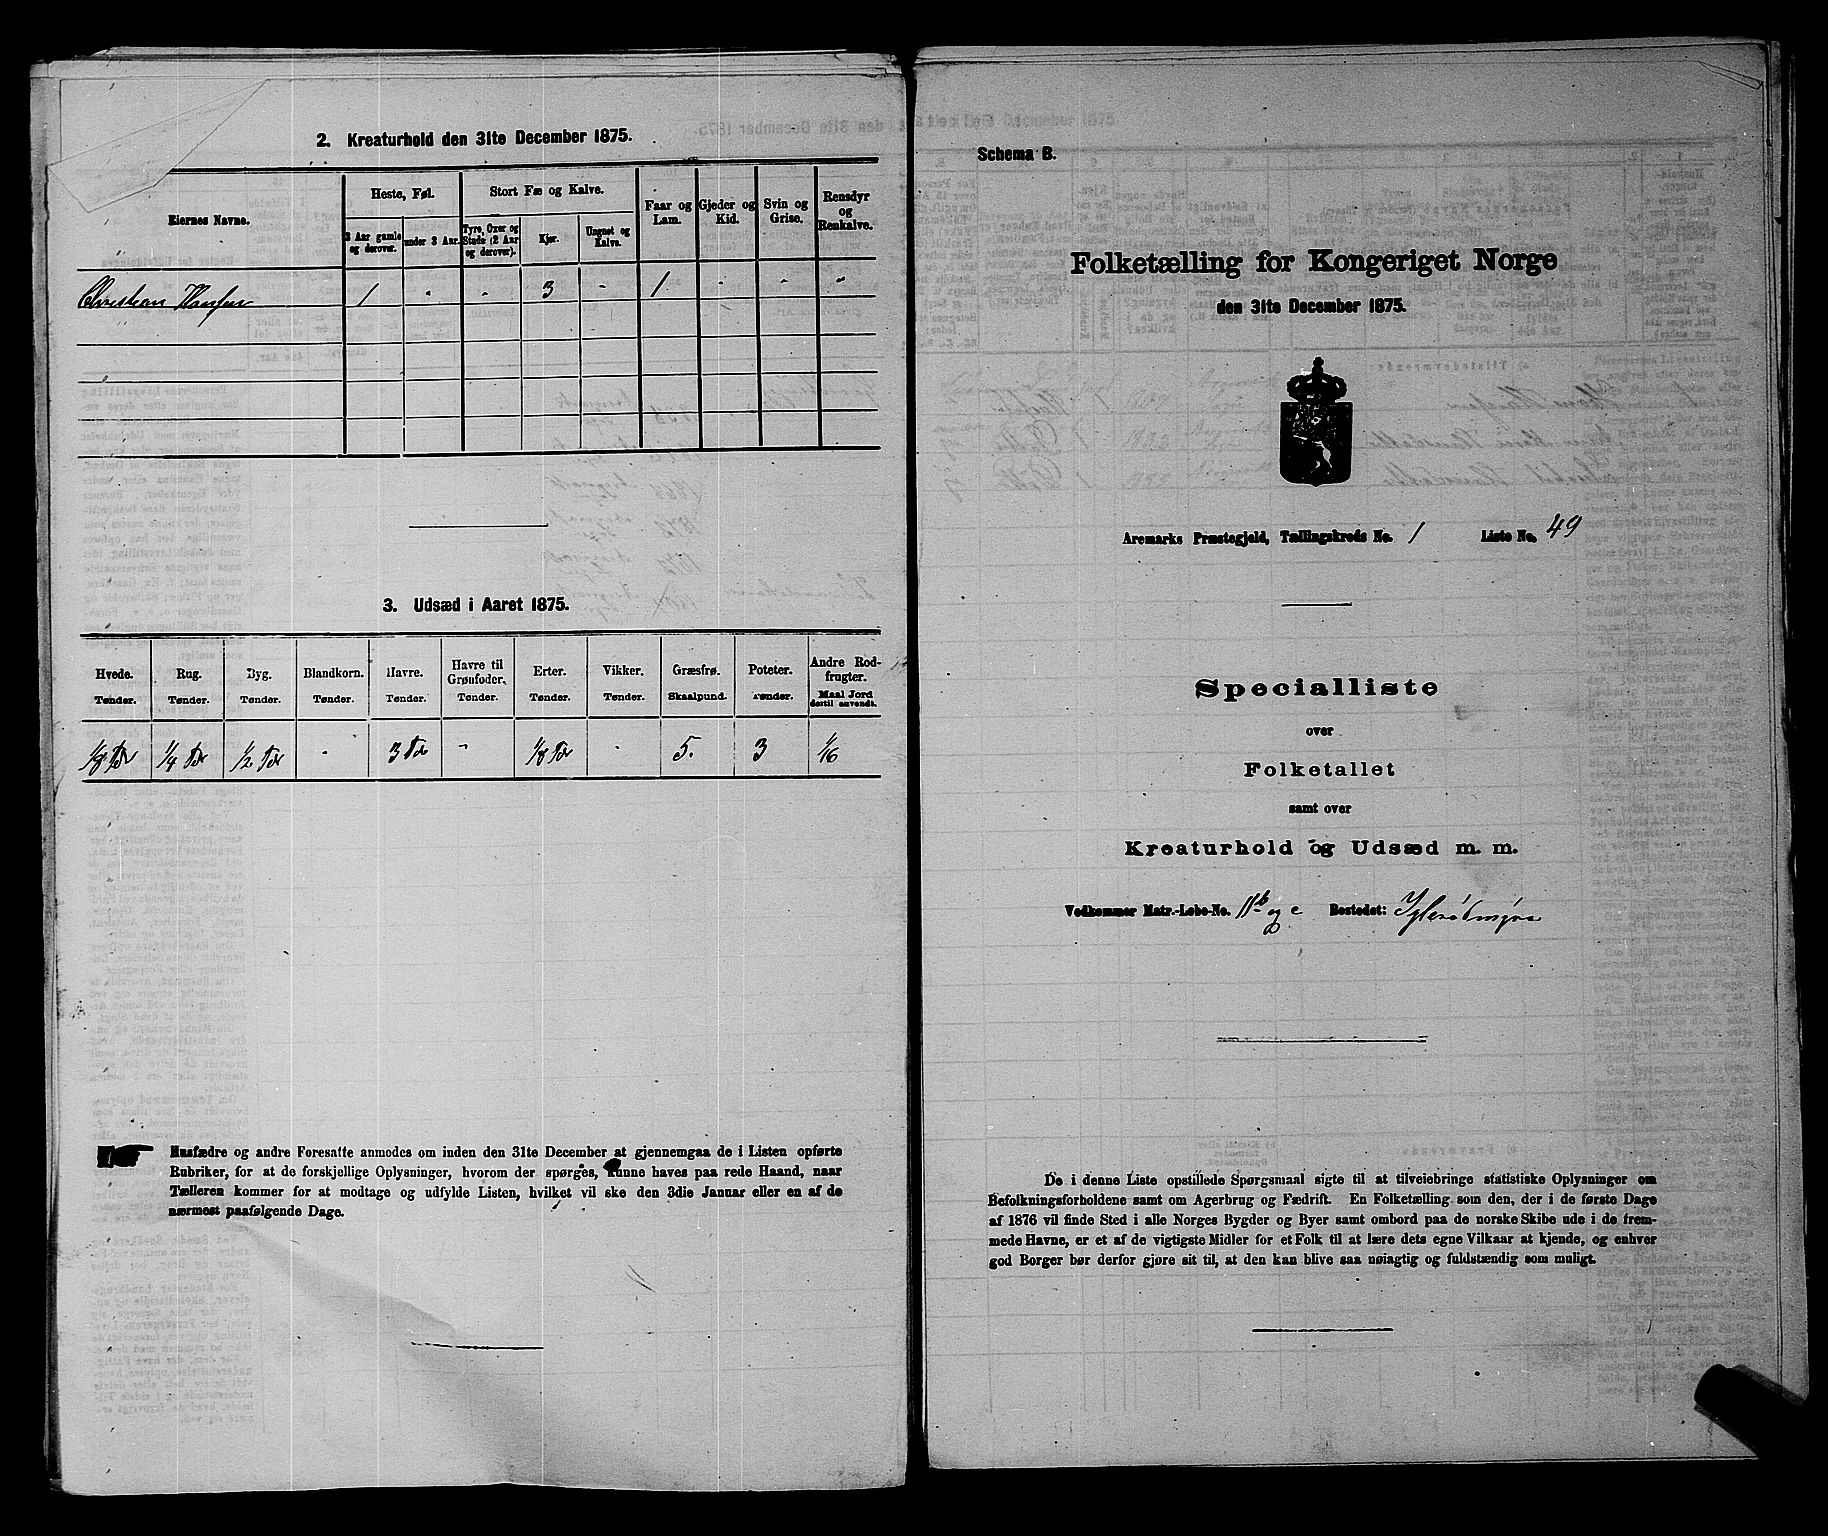 2. Kreaturhold den 31te December 1875.
Eiernes Navne.
Heste, Føl.
Stort Fæ og Kalve.
Faar og Lam.
Gjeder og Kid.
Svin og Grise.
Rensdyr og Renkalve.
3 Aar gamle og derover.
under 3 Aar.
Tyre, Oxer og Stude (2 Aar og derover).
Kjør.
Ungnet og Kalve.
Christian Hansen 1 " " 3 - 1 - " "
3. Udsæd i Aaret 1875.
Hvede. Rug. Byg. Blandkorn. Havre. Havre til Grønfoder. Erter. Vikker. Græsfrø. Poteter. Andre Rodfrugter.
Tønder. Tønder. Tønder. Tønder. Tønder. Tønder. Tønder. Tønder. Skaalpund. Tønder. Maal Jord dertil anvendt.
1/8 Tdr 1/4 Tdr 1/2 Tdr - 3 Tdr - 1/8 Tdr - 5. 3 1/16
Husfædre og andre Foresatte anmodes om inden den 31te December at gjennemgaa de i Listen opførte
Rubriker, for at de forskjellige Oplysninger, hvorom der spørges, kunne haves paa rede Haand, naar
Tælleren kommer for at modtage og udfylde Listen, hvilket vil ske den 3die Januar eller en af de
nærmest paafølgende Dage.
Schema B.
Folketælling for Kongeriget Norge
den 31te December 1875.
Aremarks Præstegjeld, Tællingskreds No. 1 Liste No. 49
Specialliste
over
Folketallet
samt over
Kreaturhold og Udsæd m. m.
Vedkommer Matr.-Løbe-No. 11b og c Bostedet: Yglerødmyra
De i denne Liste opstillede Spørgsmaal sigte til at tilveiebringe statistiske Oplysninger om
Befolkningsforholdene samt om Agerbrug og Fædrift. En Folketælling som den, der i de første Dage
af 1876 vil finde Sted i alle Norges Bygder og Byer samt ombord paa de norske Skibe ude i de frem-
mede Havne, er et af de vigtigste Midler for et Folk til at lære dets egne Vilkaar at kjende, og enhver
god Borger bør derfor gjøre sit til, at den kan blive saa nøiagtig og fuldstændig som muligt.